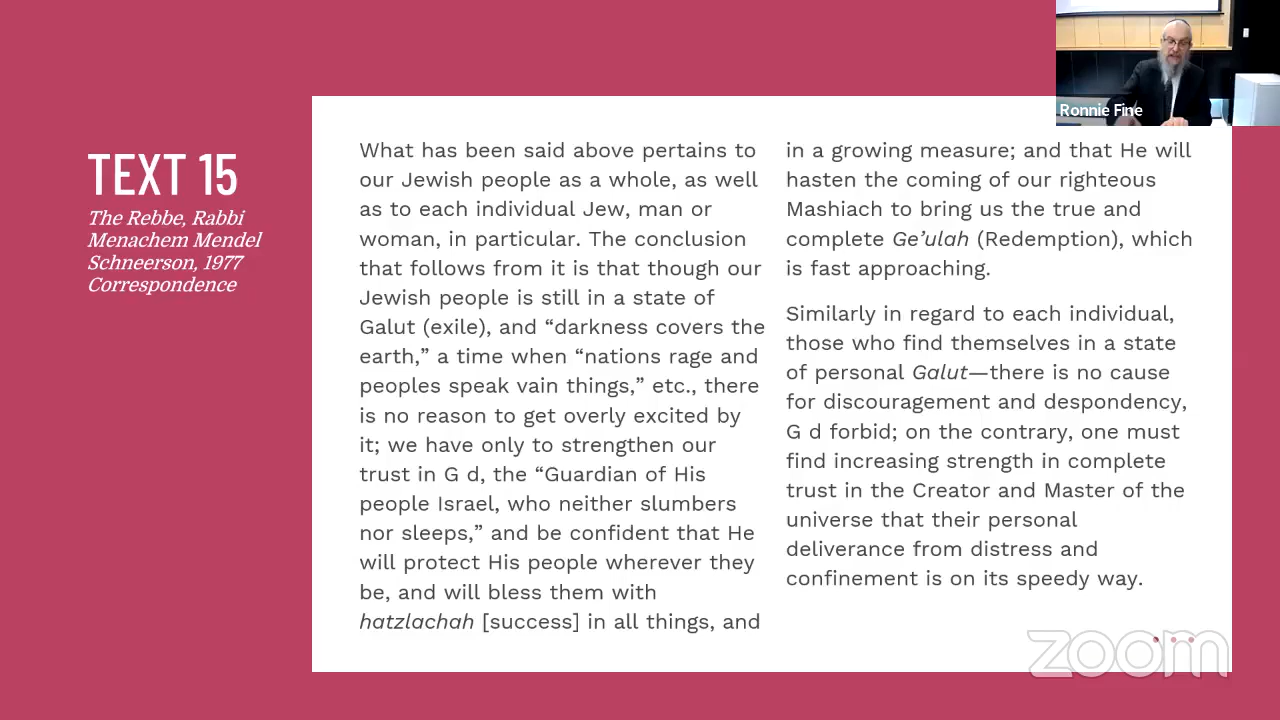 Ronnie Fine
TEXT 15
The Rebbe, Rabbi
Menachem Mendel
Schneerson, 1977
Correspondence
What has been said above pertains to
our Jewish people as a whole, as well
as to each individual Jew, man or
woman, in particular. The conclusion
that follows from it is that though our
Jewish people is still in a state of
Galut (exile), and “darkness covers the
earth,” a time when “nations rage and
peoples speak vain things,” etc., there
is no reason to get overly excited by
it; we have only to strengthen our
trust in G d, the “Guardian of His
people Israel, who neither slumbers
nor sleeps,” and be confident that He
will protect His people wherever they
be, and will bless them with
hatzlachah [success] in all things, and
in a growing measure; and that He will
hasten the coming of our righteous
Mashiach to bring us the true and
complete Ge’ulah (Redemption), which
is fast approaching.
Similarly in regard to each individual,
those who find themselves in a state
of personal Galut—there is no cause
for discouragement and despondency,
G d forbid; on the contrary, one must
find increasing strength in complete
trust in the Creator and Master of the
universe that their personal
deliverance from distress and
confinement is on its speedy way.
zoom